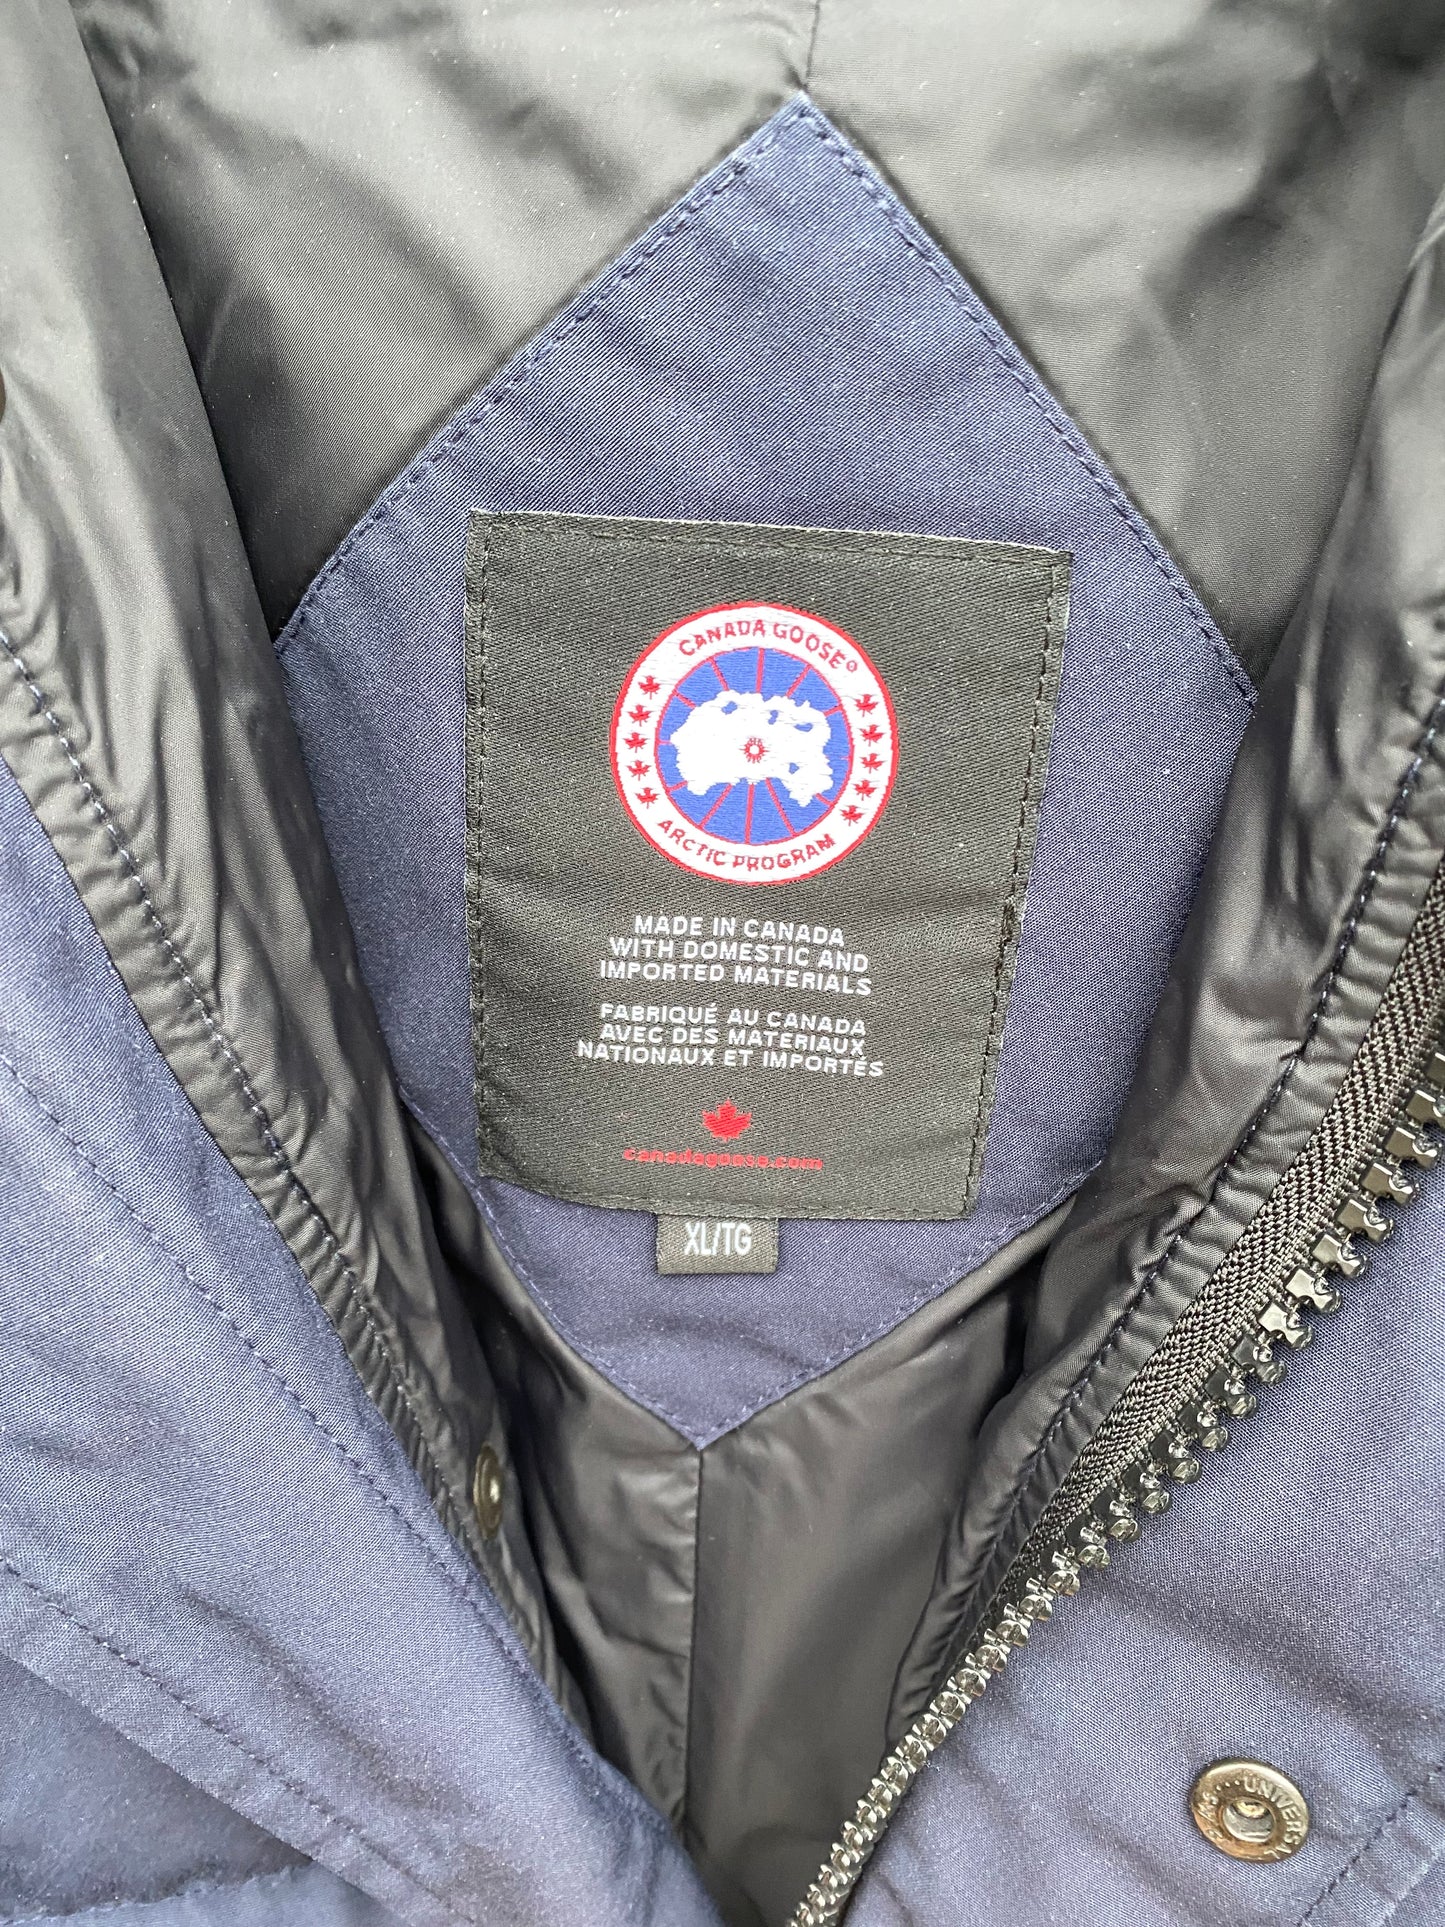 CANADA GOOSE®
ARCTIC PROGRAM
MADE IN CANADA
WITH DOMESTIC AND
IMPORTED MATERIALS
FABRIQUÉ AU CANADA
AVEC DES MATERIAUX
NATIONAUX ET IMPORTÉS
canadagoose.com
XL/TG
UNIVERSAL